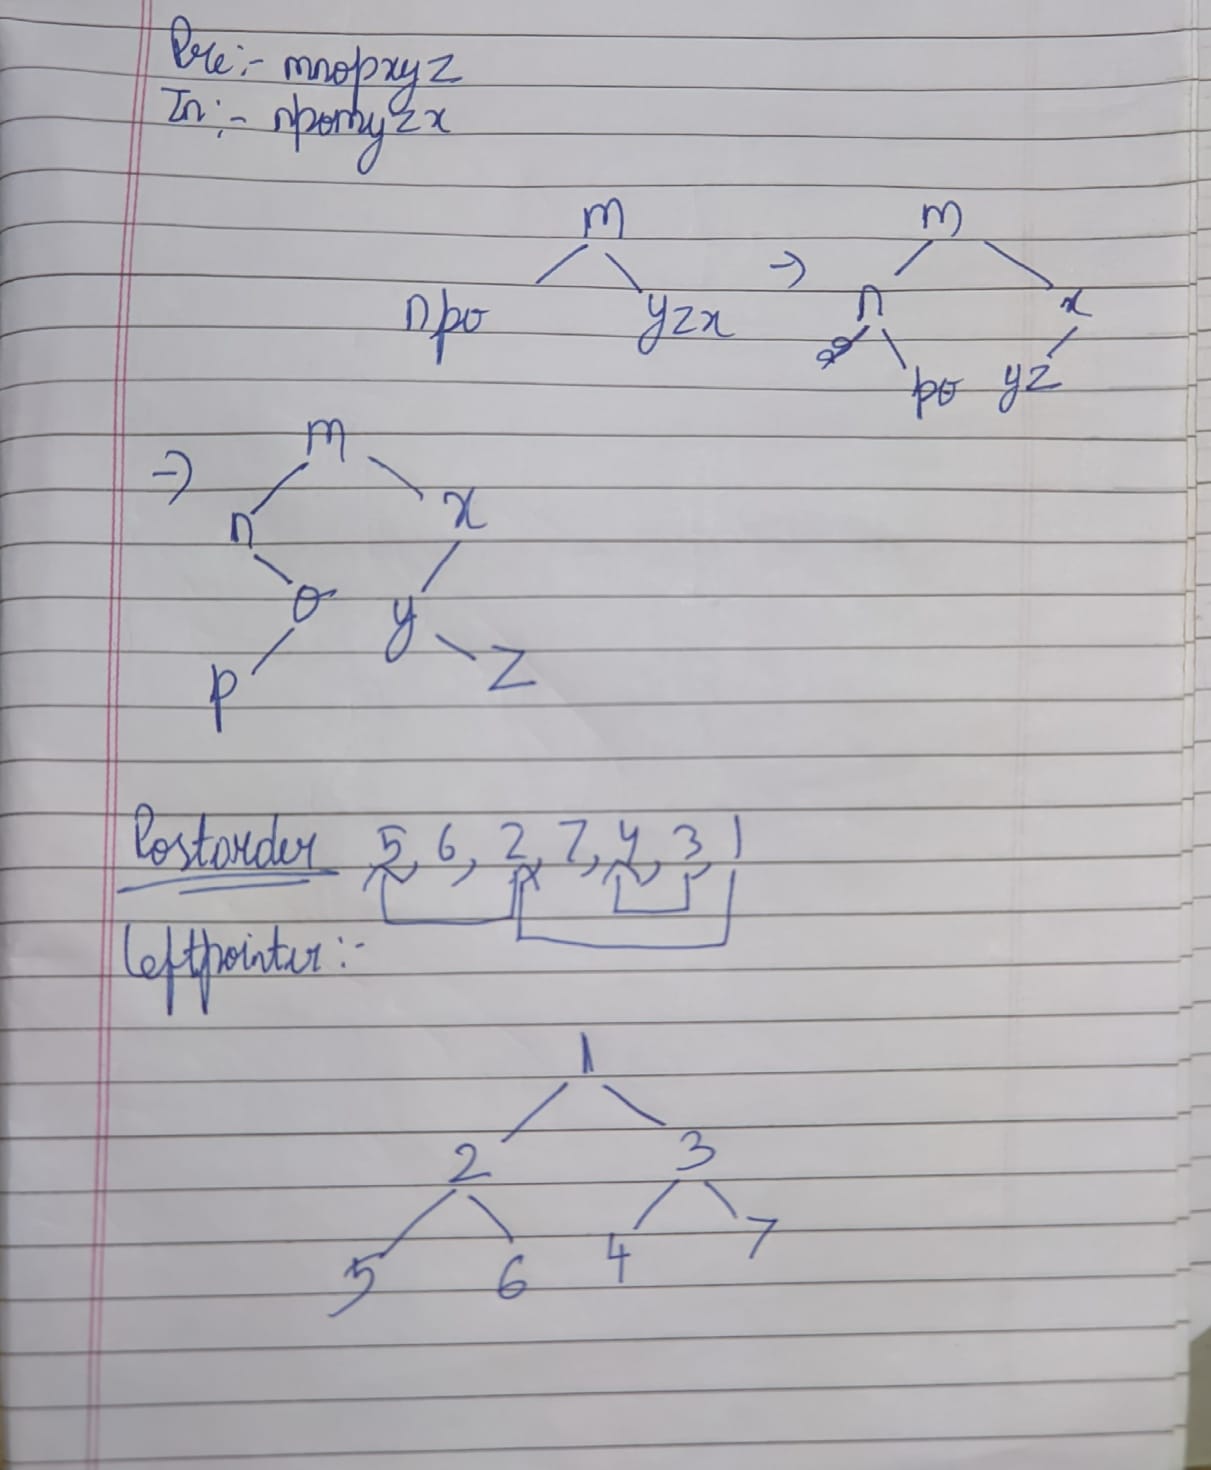 Pre:- mnopxyz
In:- npomyzx
m m
→
npo yzx n x
po yz
→ m
n x
o y
p z
Postorder 5, 6, 2, 7, 4, 3, 1
leftpointer:-
1
2 3
5 6 4 7